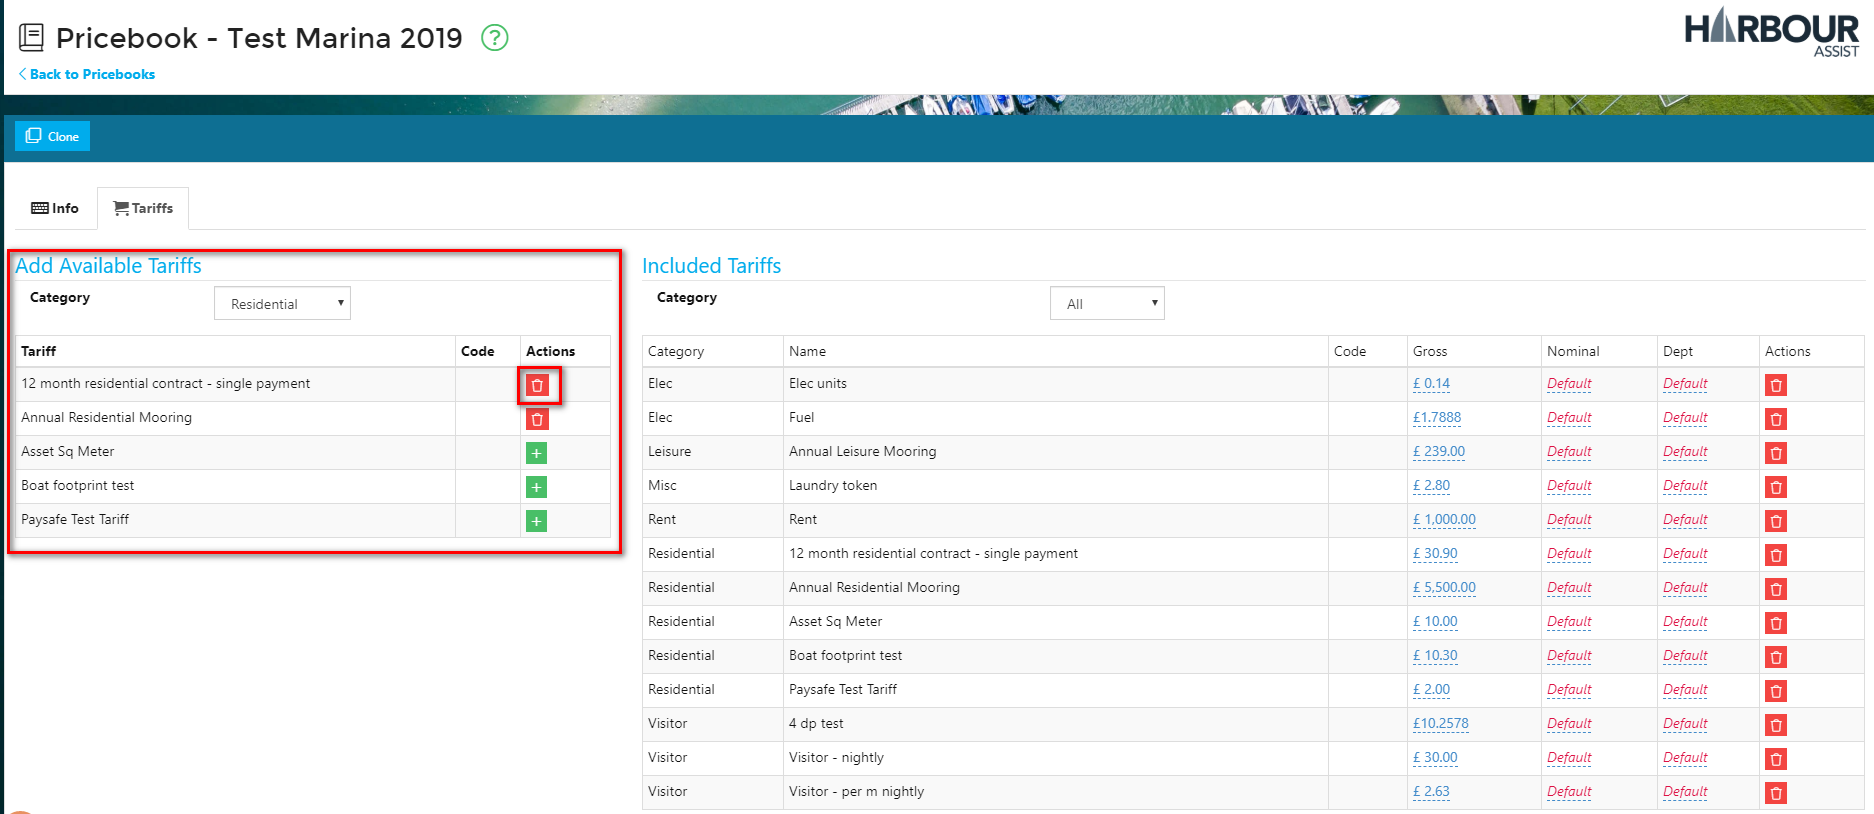 Pricebook - Test Marina 2019 ?
HARBOUR
ASSIST
Back to Pricebooks
Clone
Info
Tariffs
Add Available Tariffs
Category Residential
Tariff Code Actions
12 month residential contract - single payment
Annual Residential Mooring
Asset Sq Meter
Boat footprint test
Paysafe Test Tariff
Included Tariffs
Category All
Category Name Code Gross Nominal Dept Actions
Elec Elec units £ 0.14 Default Default
Elec Fuel £1.7888 Default Default
Leisure Annual Leisure Mooring £ 239.00 Default Default
Misc Laundry token £ 2.80 Default Default
Rent Rent £ 1,000.00 Default Default
Residential 12 month residential contract - single payment £ 30.90 Default Default
Residential Annual Residential Mooring £ 5,500.00 Default Default
Residential Asset Sq Meter £ 10.00 Default Default
Residential Boat footprint test £ 10.30 Default Default
Residential Paysafe Test Tariff £ 2.00 Default Default
Visitor 4 dp test £10.2578 Default Default
Visitor Visitor - nightly £ 30.00 Default Default
Visitor Visitor - per m nightly £ 2.63 Default Default